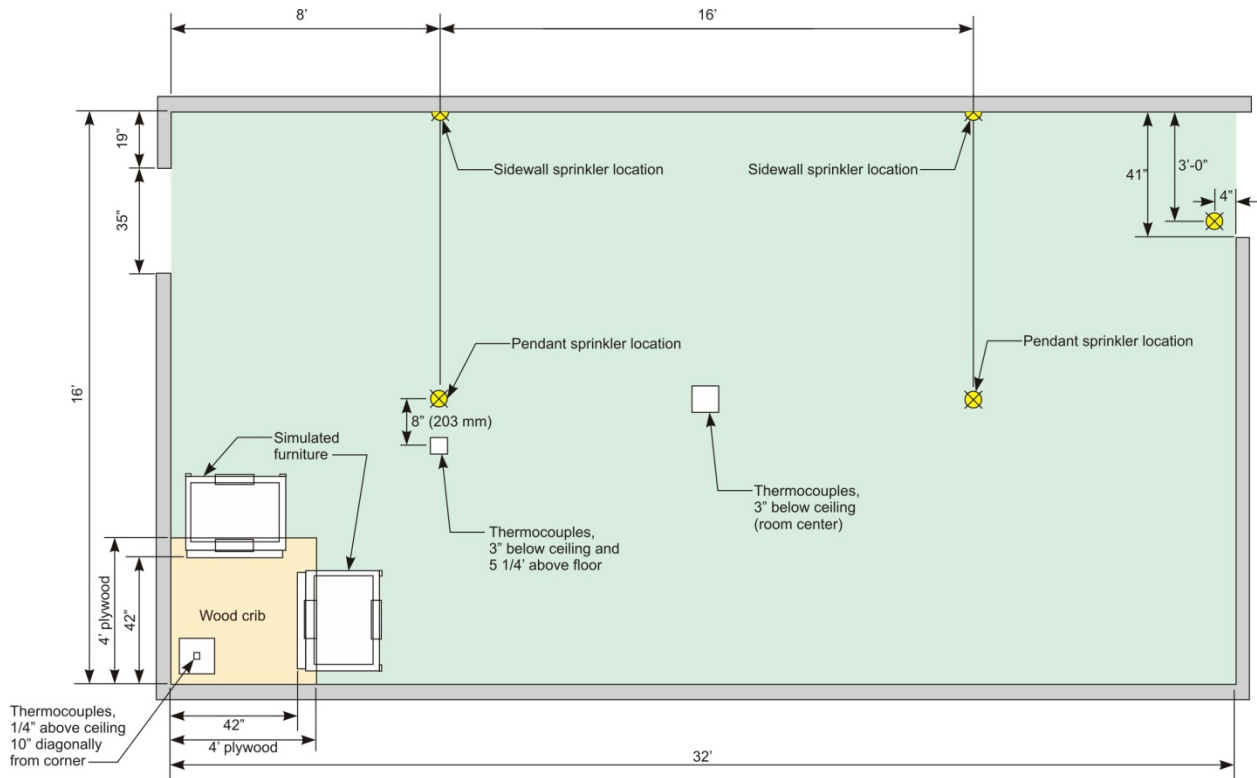 8’
16’
19”
Sidewall sprinkler location
Sidewall sprinkler location
41”
3’-0”
4”
35”
16’
Pendant sprinkler location
Pendant sprinkler location
8” (203 mm)
Simulated
furniture
Thermocouples,
3” below ceiling
(room center)
Thermocouples,
3” below ceiling and
5 1/4’ above floor
4’ plywood
42”
Wood crib
Thermocouples,
1/4” above ceiling
10” diagonally
from corner
42”
4’ plywood
32’